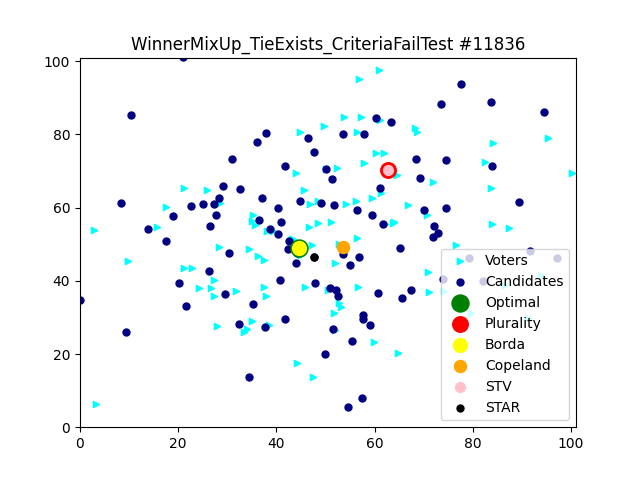 WinnerMixUp_TieExists_CriteriaFailTest #11836
100
80
60
40
20
0
0 20 40 60 80 100
Voters
Candidates
Optimal
Plurality
Borda
Copeland
STV
STAR